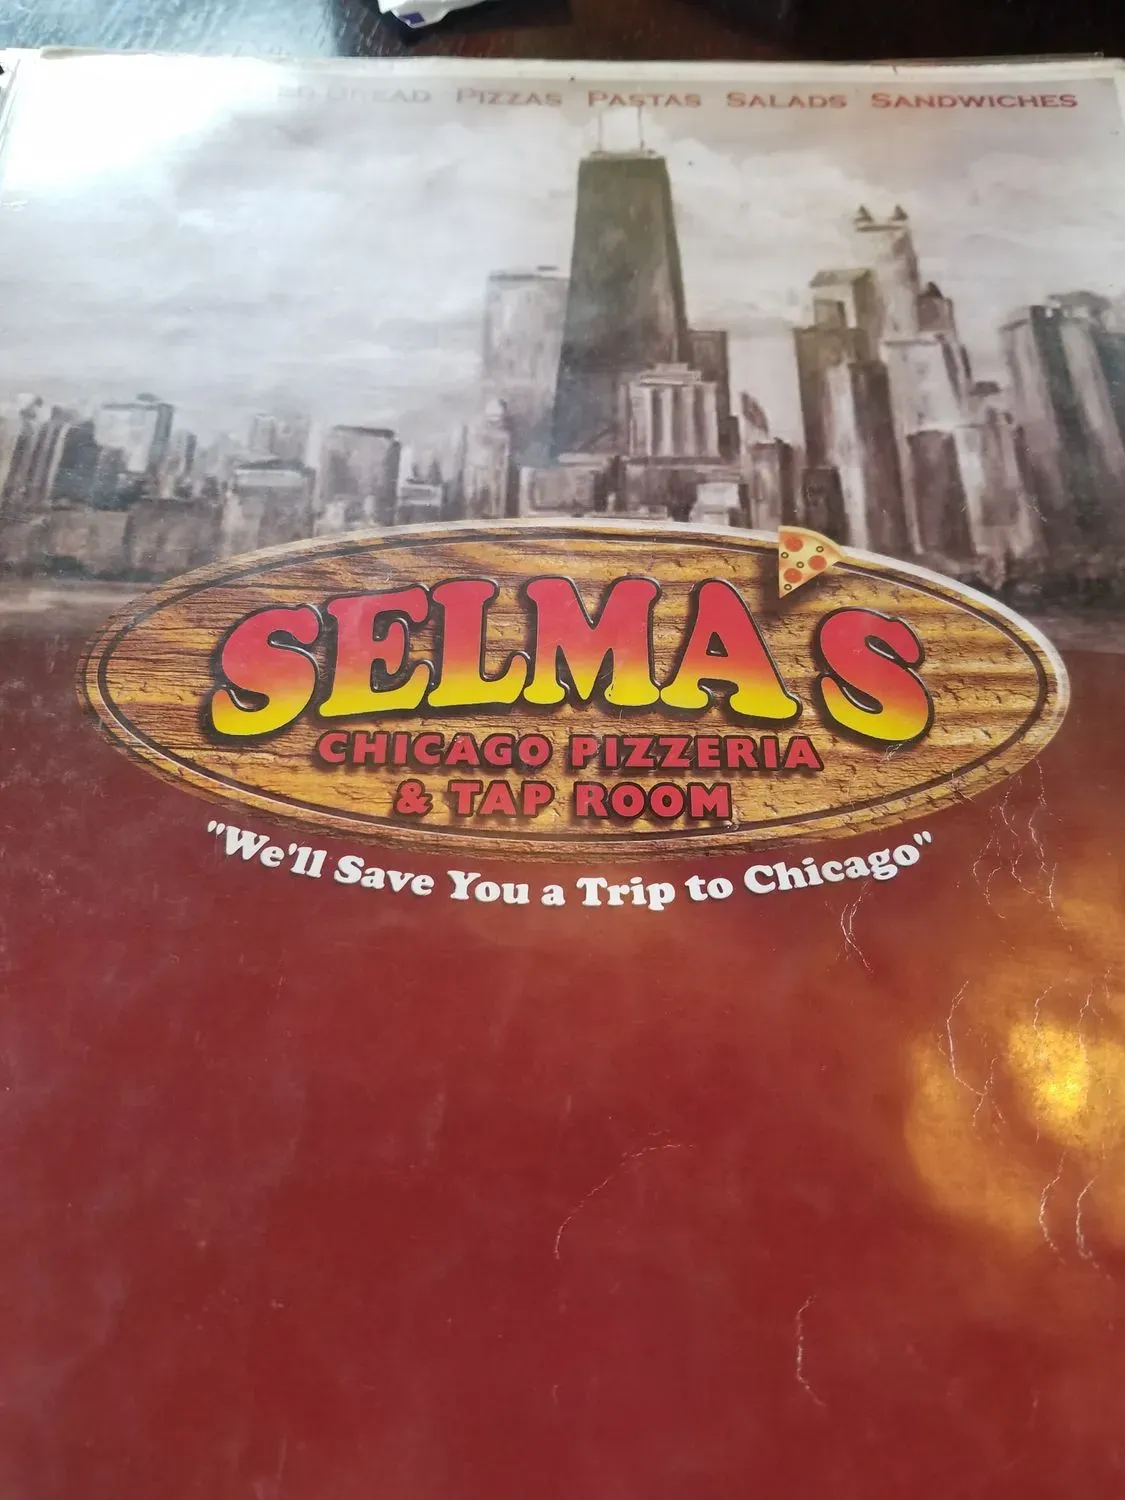 Pizzas Pastas Salads Sandwiches
SELMA'S
CHICAGO PIZZERIA
& TAP ROOM
"We'll Save You a Trip to Chicago"